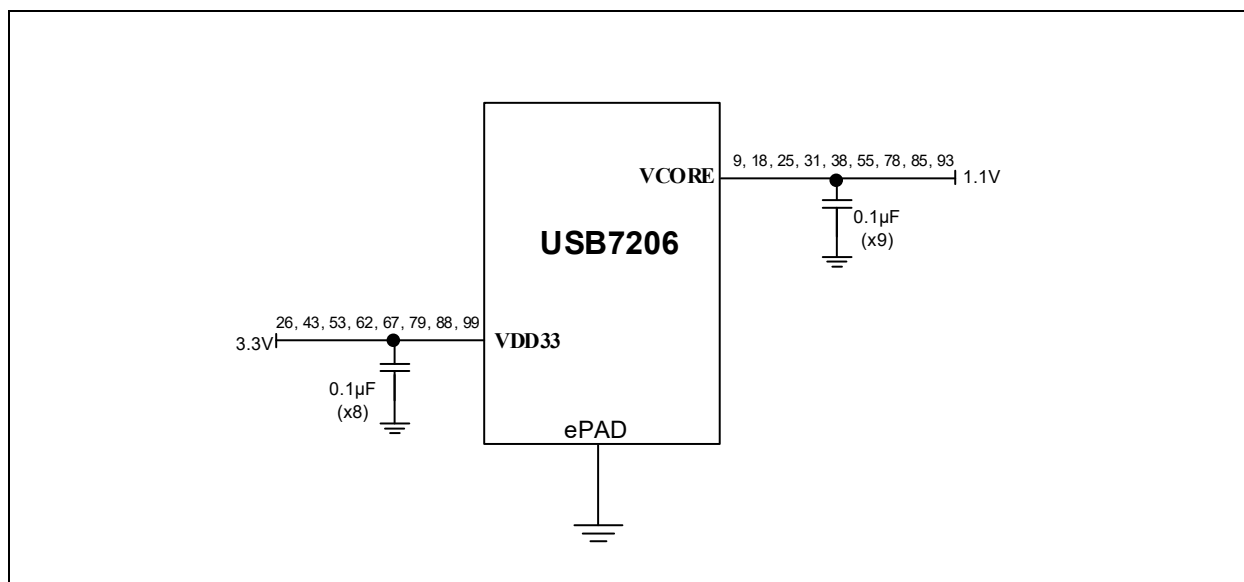 9, 18, 25, 31, 38, 55, 78, 85, 93
VCORE
1.1V
0.1µF
(x9)
USB7206
26, 43, 53, 62, 67, 79, 88, 99
3.3V
VDD33
0.1µF
(x8)
ePAD